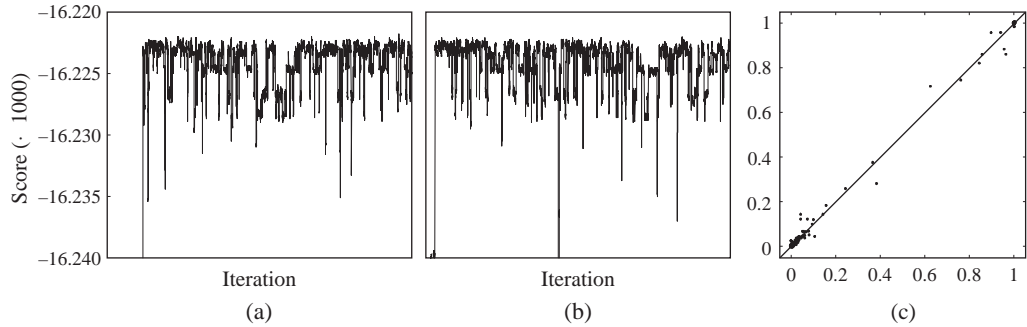 Score (· 1000)
−16.220
−16.225
−16.230
−16.235
−16.240
Iteration
(a)
Iteration
(b)
1
0.8
0.6
0.4
0.2
0
0 0.2 0.4 0.6 0.8 1
(c)